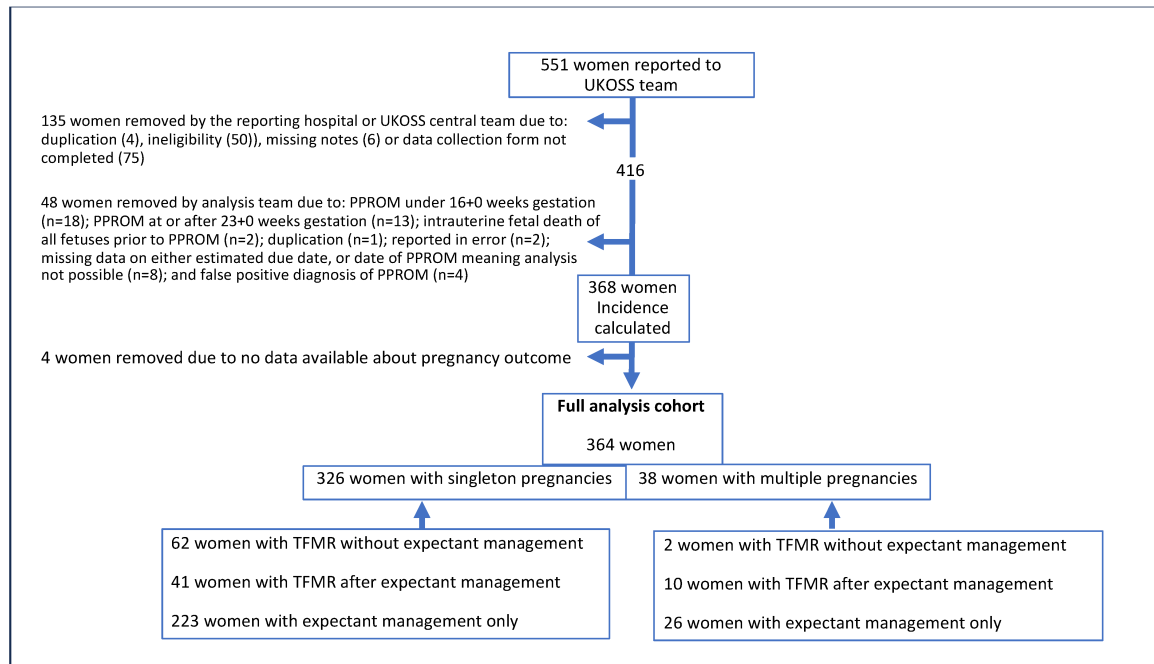 551 women reported to
UKOSS team
135 women removed by the reporting hospital or UKOSS central team due to:
duplication (4), ineligibility (50)), missing notes (6) or data collection form not
completed (75)
416
48 women removed by analysis team due to: PPROM under 16+0 weeks gestation
(n=18); PPROM at or after 23+0 weeks gestation (n=13); intrauterine fetal death of
all fetuses prior to PPROM (n=2); duplication (n=1); reported in error (n=2);
missing data on either estimated due date, or date of PPROM meaning analysis
not possible (n=8); and false positive diagnosis of PPROM (n=4)
368 women
Incidence
calculated
4 women removed due to no data available about pregnancy outcome
Full analysis cohort
364 women
326 women with singleton pregnancies
38 women with multiple pregnancies
62 women with TFMR without expectant management
41 women with TFMR after expectant management
223 women with expectant management only
2 women with TFMR without expectant management
10 women with TFMR after expectant management
26 women with expectant management only